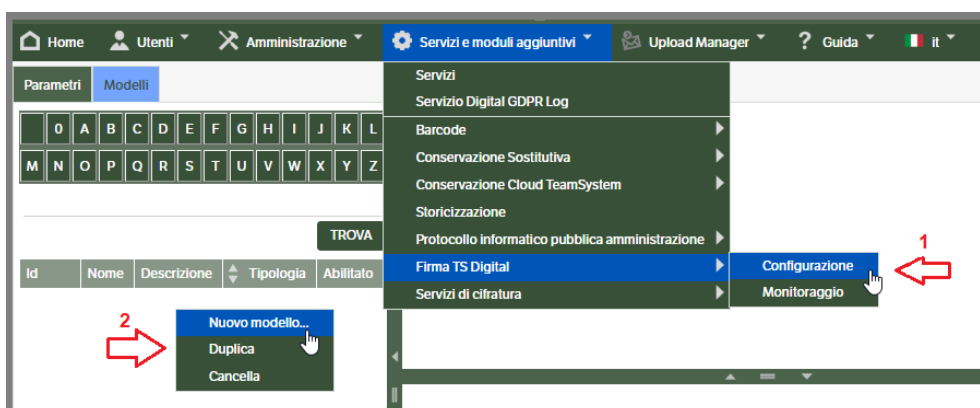 Home Utenti Amministrazione Servizi e moduli aggiuntivi Upload Manager ? Guida it
Parametri Modelli
Servizi
Servizio Digital GDPR Log
0 A B C D E F G H I J K L
M N O P Q R S T U V W X Y Z
Barcode
Conservazione Sostitutiva
Conservazione Cloud TeamSystem
Storicizzazione
TROVA
Protocollo informatico pubblica amministrazione
1
Id Nome Descrizione Tipologia Abilitato
Firma TS Digital
Configurazione
Servizi di cifratura
Monitoraggio
2
Nuovo modello...
Duplica
Cancella